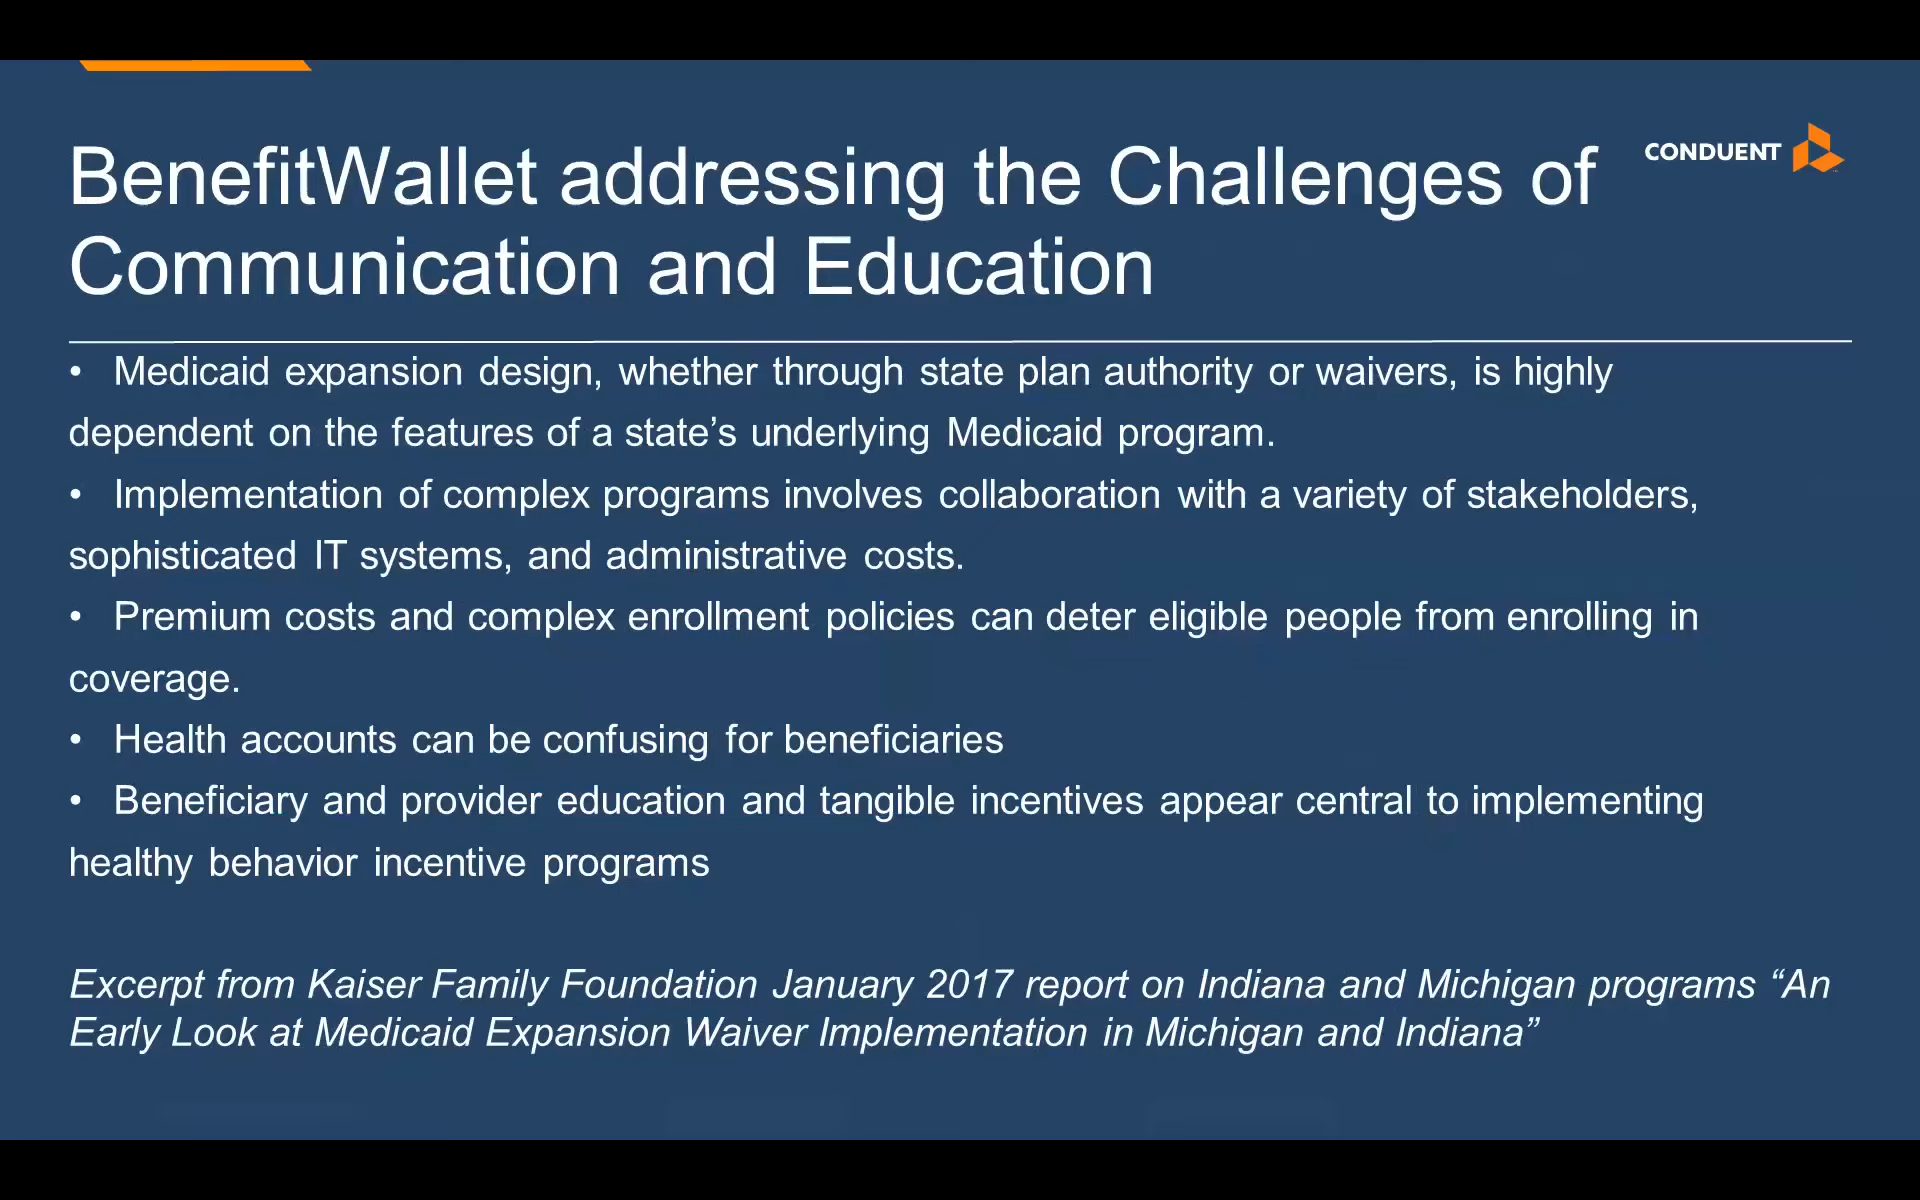 BenefitWallet addressing the Challenges of
CONDUENT
Communication and Education
• Medicaid expansion design, whether through state plan authority or waivers, is highly
dependent on the features of a state’s underlying Medicaid program.
• Implementation of complex programs involves collaboration with a variety of stakeholders,
sophisticated IT systems, and administrative costs.
• Premium costs and complex enrollment policies can deter eligible people from enrolling in
coverage.
• Health accounts can be confusing for beneficiaries
• Beneficiary and provider education and tangible incentives appear central to implementing
healthy behavior incentive programs
Excerpt from Kaiser Family Foundation January 2017 report on Indiana and Michigan programs “An
Early Look at Medicaid Expansion Waiver Implementation in Michigan and Indiana”